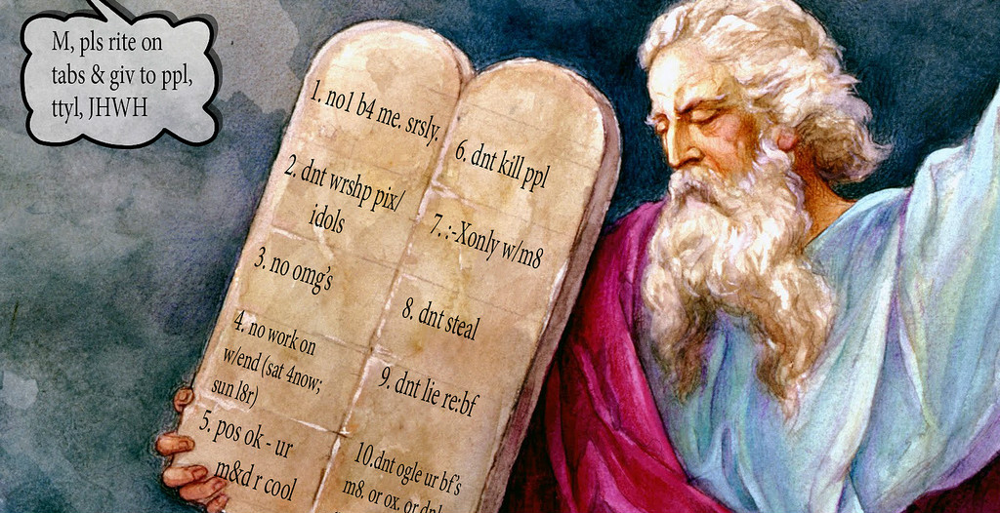 M, pls rite on
tabs & giv to ppl,
ttyl, JHWH
1. no1 b4 me. srsly.
2. dnt wrshp pix/
idols
3. no omg's
4. no work on
w/end (sat 4now;
sun l8r)
5. pos ok - ur
m&d r cool
6. dnt kill ppl
7. :-Xonly w/m8
8. dnt steal
9. dnt lie re:bf
10.dnt ogle ur bf's
m8. or ox. or